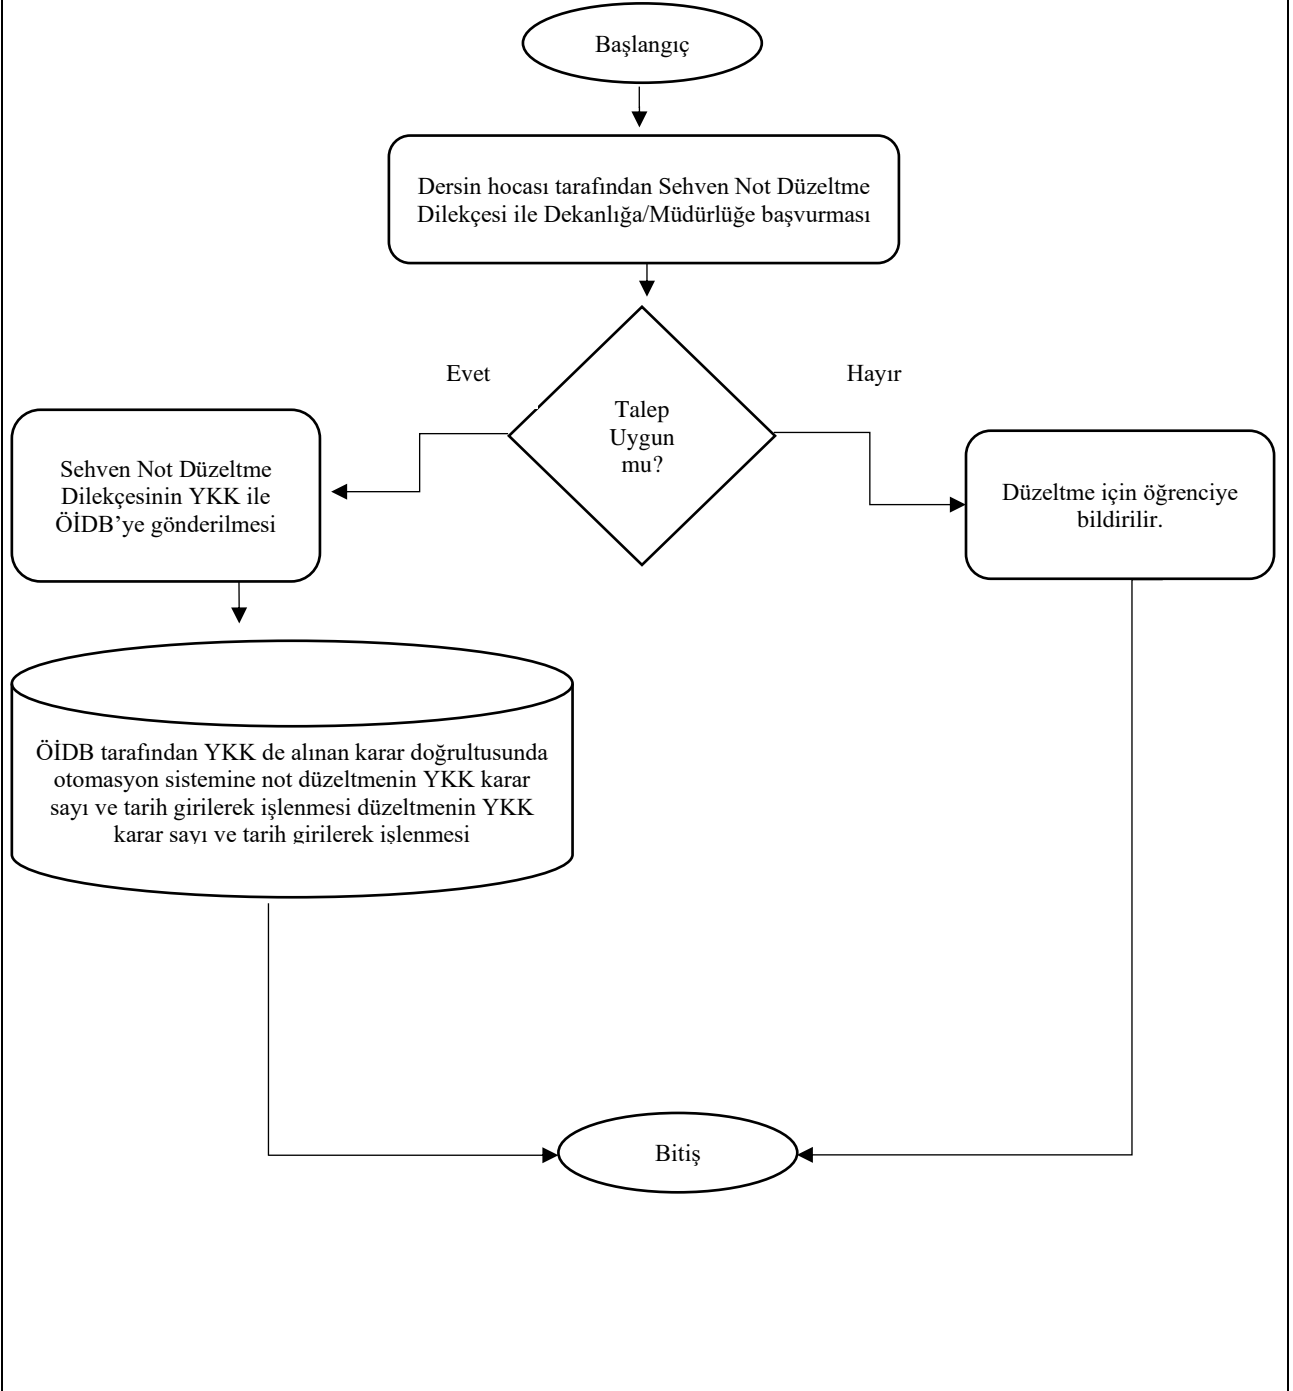 Başlangıç
Dersin hocası tarafından Sehven Not Düzeltme
Dilekçesi ile Dekanlığa/Müdürlüğe başvurması
Evet
Hayır
Talep
Uygun
mu?
Sehven Not Düzeltme
Dilekçesinin YKK ile
ÖİDB’ye gönderilmesi
Düzeltme için öğrenciye
bildirilir.
ÖİDB tarafından YKK de alınan karar doğrultusunda
otomasyon sistemine not düzeltmenin YKK karar
sayı ve tarih girilerek işlenmesi düzeltmenin YKK
karar sayı ve tarih girilerek işlenmesi
Bitiş